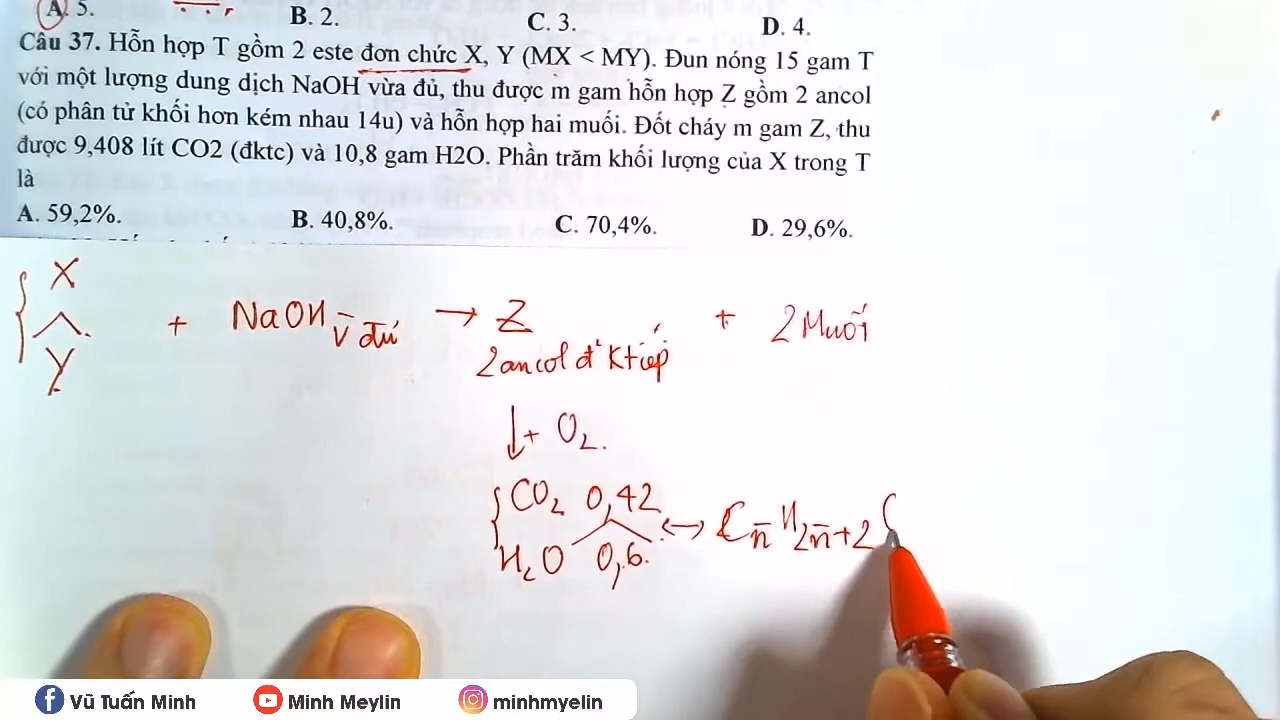 A. 5.
B. 2.
C. 3.
D. 4.
Câu 37. Hỗn hợp T gồm 2 este đơn chức X, Y (MX < MY). Đun nóng 15 gam T
với một lượng dung dịch NaOH vừa đủ, thu được m gam hỗn hợp Z gồm 2 ancol
(có phân tử khối hơn kém nhau 14u) và hỗn hợp hai muối. Đốt cháy m gam Z, thu
được 9,408 lít CO2 (đktc) và 10,8 gam H2O. Phần trăm khối lượng của X trong T
là
A. 59,2%.
B. 40,8%.
C. 70,4%.
D. 29,6%.
X
Y
+ NaOH v đủ → Z + 2 Muối
2 ancol đ² ktiếp
↓ + O2
CO2 0,42
H2O 0,6
↔ Cn̄H2n̄+2
Vũ Tuấn Minh
Minh Meylin
minhmyelin